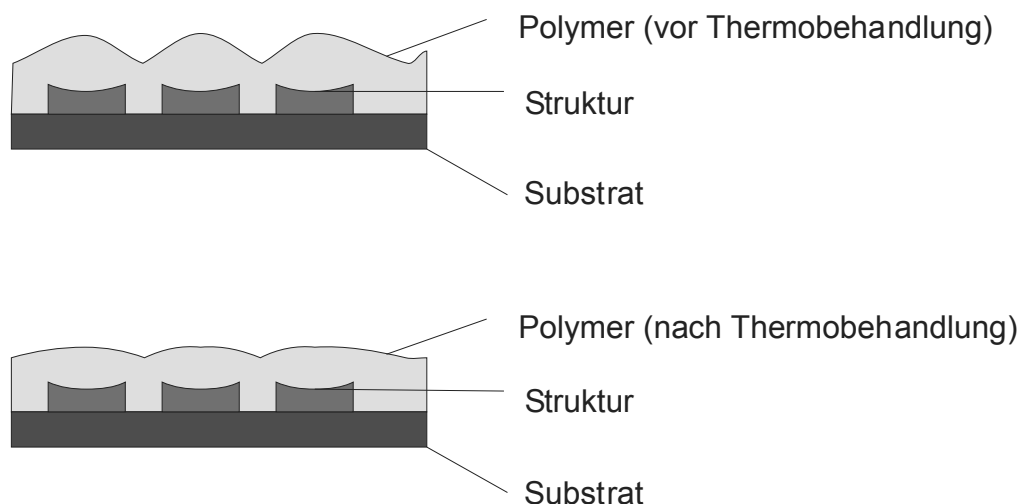 Polymer (vor Thermobehandlung)
Struktur
Substrat
Polymer (nach Thermobehandlung)
Struktur
Substrat